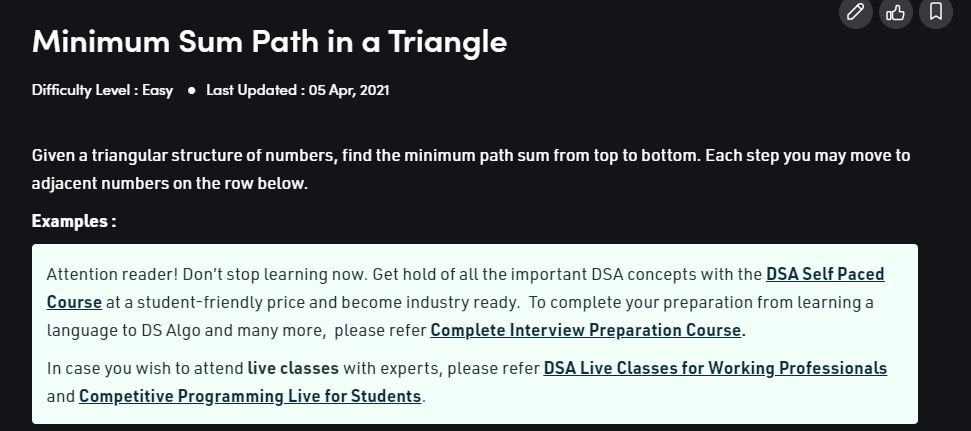 Minimum Sum Path in a Triangle
Difficulty Level : Easy ● Last Updated : 05 Apr, 2021
Given a triangular structure of numbers, find the minimum path sum from top to bottom. Each step you may move to
adjacent numbers on the row below.
Examples :
Attention reader! Don’t stop learning now. Get hold of all the important DSA concepts with the DSA Self Paced
Course at a student-friendly price and become industry ready.  To complete your preparation from learning a
language to DS Algo and many more,  please refer Complete Interview Preparation Course.
In case you wish to attend live classes with experts, please refer DSA Live Classes for Working Professionals
and Competitive Programming Live for Students.